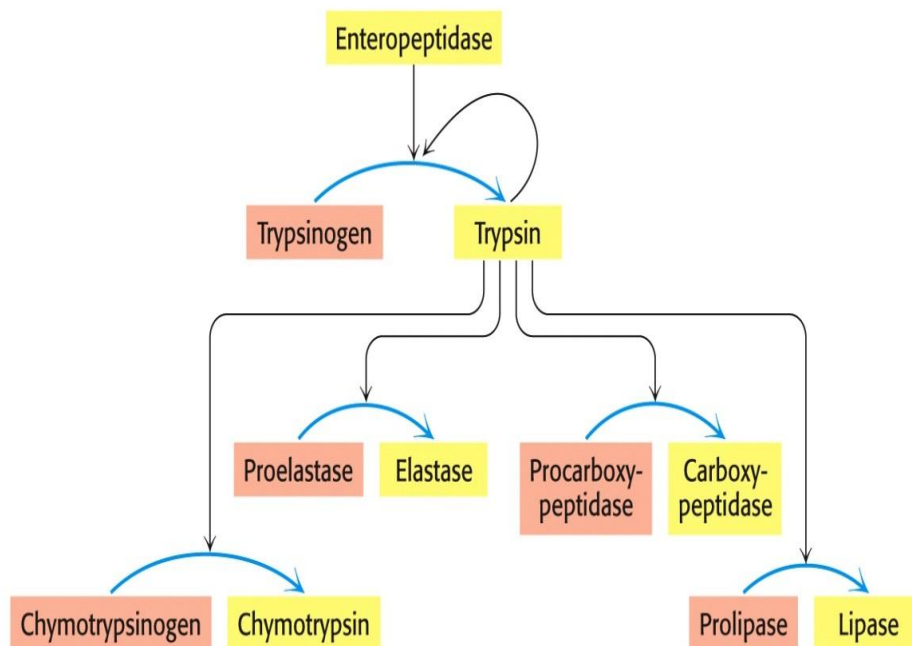 Enteropeptidase
Trypsinogen
Trypsin
Proelastase
Elastase
Procarboxy-
peptidase
Carboxy-
peptidase
Chymotrypsinogen
Chymotrypsin
Prolipase
Lipase